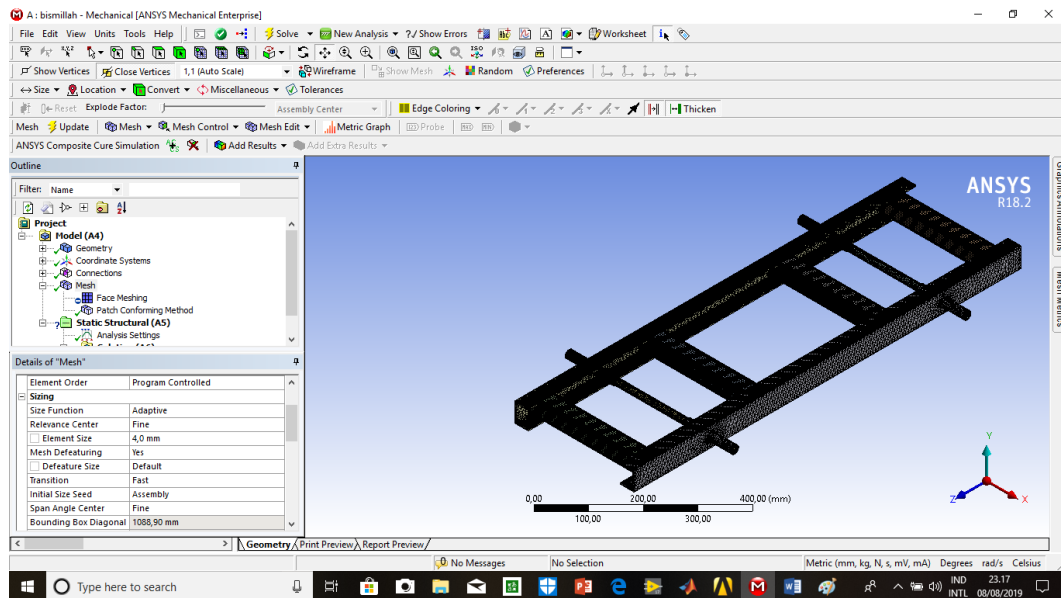 A : bismillah - Mechanical [ANSYS Mechanical Enterprise]
File Edit View Units Tools Help Solve New Analysis ?/ Show Errors A Worksheet i
Show Vertices Close Vertices 1,1 (Auto Scale) Wireframe Show Mesh Random Preferences
Size Location Convert Miscellaneous Tolerances
Reset Explode Factor: Assembly Center Edge Coloring Thicken
Mesh Update Mesh Mesh Control Mesh Edit Metric Graph Probe
ANSYS Composite Cure Simulation Add Results Add Extra Results
Outline
Filter: Name
Project
Model (A4)
Geometry
Coordinate Systems
Connections
Mesh
Face Meshing
Patch Conforming Method
Static Structural (A5)
Analysis Settings
Details of "Mesh"
Element Order Program Controlled
Sizing
Size Function Adaptive
Relevance Center Fine
Element Size 4,0 mm
Mesh Defeaturing Yes
Defeature Size Default
Transition Fast
Initial Size Seed Assembly
Span Angle Center Fine
Bounding Box Diagonal 1088,90 mm
ANSYS
R18.2
0,00 200,00 400,00 (mm)
100,00 300,00
Y
Z X
Geometry Print Preview Report Preview
No Messages No Selection Metric (mm, kg, N, s, mV, mA) Degrees rad/s Celsius
Type here to search IND 23.17
INTL 08/08/2019